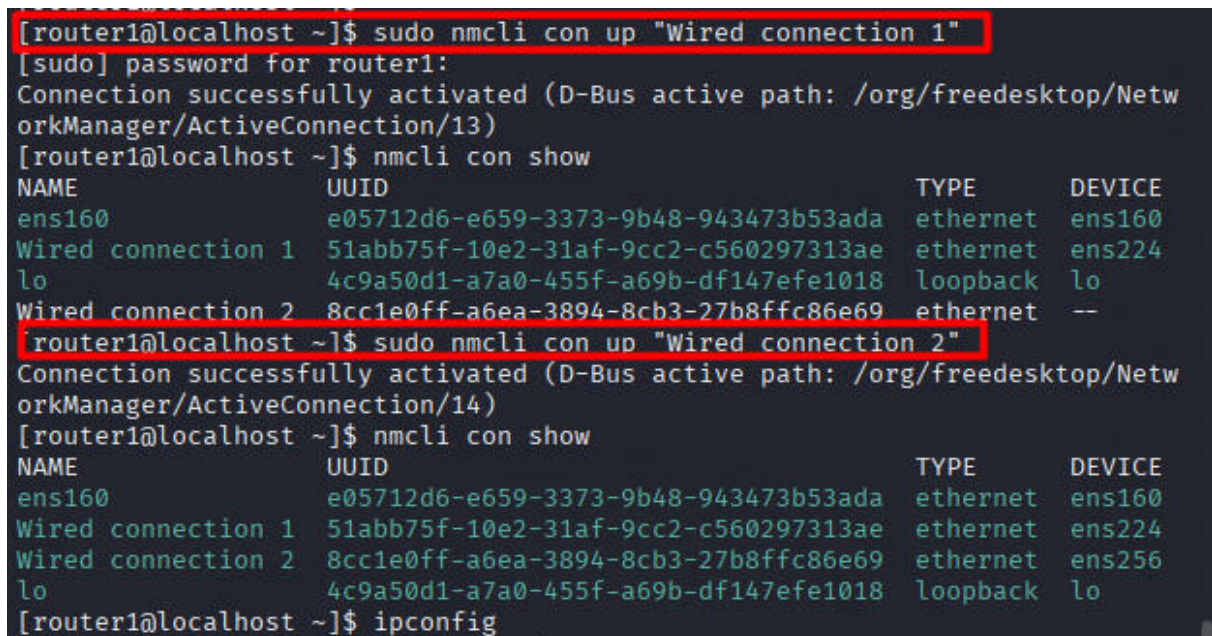 [router1@localhost ~]$ sudo nmcli con up "Wired connection 1"
[sudo] password for router1:
Connection successfully activated (D-Bus active path: /org/freedesktop/Netw
orkManager/ActiveConnection/13)
[router1@localhost ~]$ nmcli con show
NAME                UUID                                  TYPE      DEVICE
ens160              e05712d6-e659-3373-9b48-943473b53ada  ethernet  ens160
Wired connection 1  51abb75f-10e2-31af-9cc2-c560297313ae  ethernet  ens224
lo                  4c9a50d1-a7a0-455f-a69b-df147efe1018  loopback  lo
Wired connection 2  8cc1e0ff-a6ea-3894-8cb3-27b8ffc86e69  ethernet  --
[router1@localhost ~]$ sudo nmcli con up "Wired connection 2"
Connection successfully activated (D-Bus active path: /org/freedesktop/Netw
orkManager/ActiveConnection/14)
[router1@localhost ~]$ nmcli con show
NAME                UUID                                  TYPE      DEVICE
ens160              e05712d6-e659-3373-9b48-943473b53ada  ethernet  ens160
Wired connection 1  51abb75f-10e2-31af-9cc2-c560297313ae  ethernet  ens224
Wired connection 2  8cc1e0ff-a6ea-3894-8cb3-27b8ffc86e69  ethernet  ens256
lo                  4c9a50d1-a7a0-455f-a69b-df147efe1018  loopback  lo
[router1@localhost ~]$ ipconfig